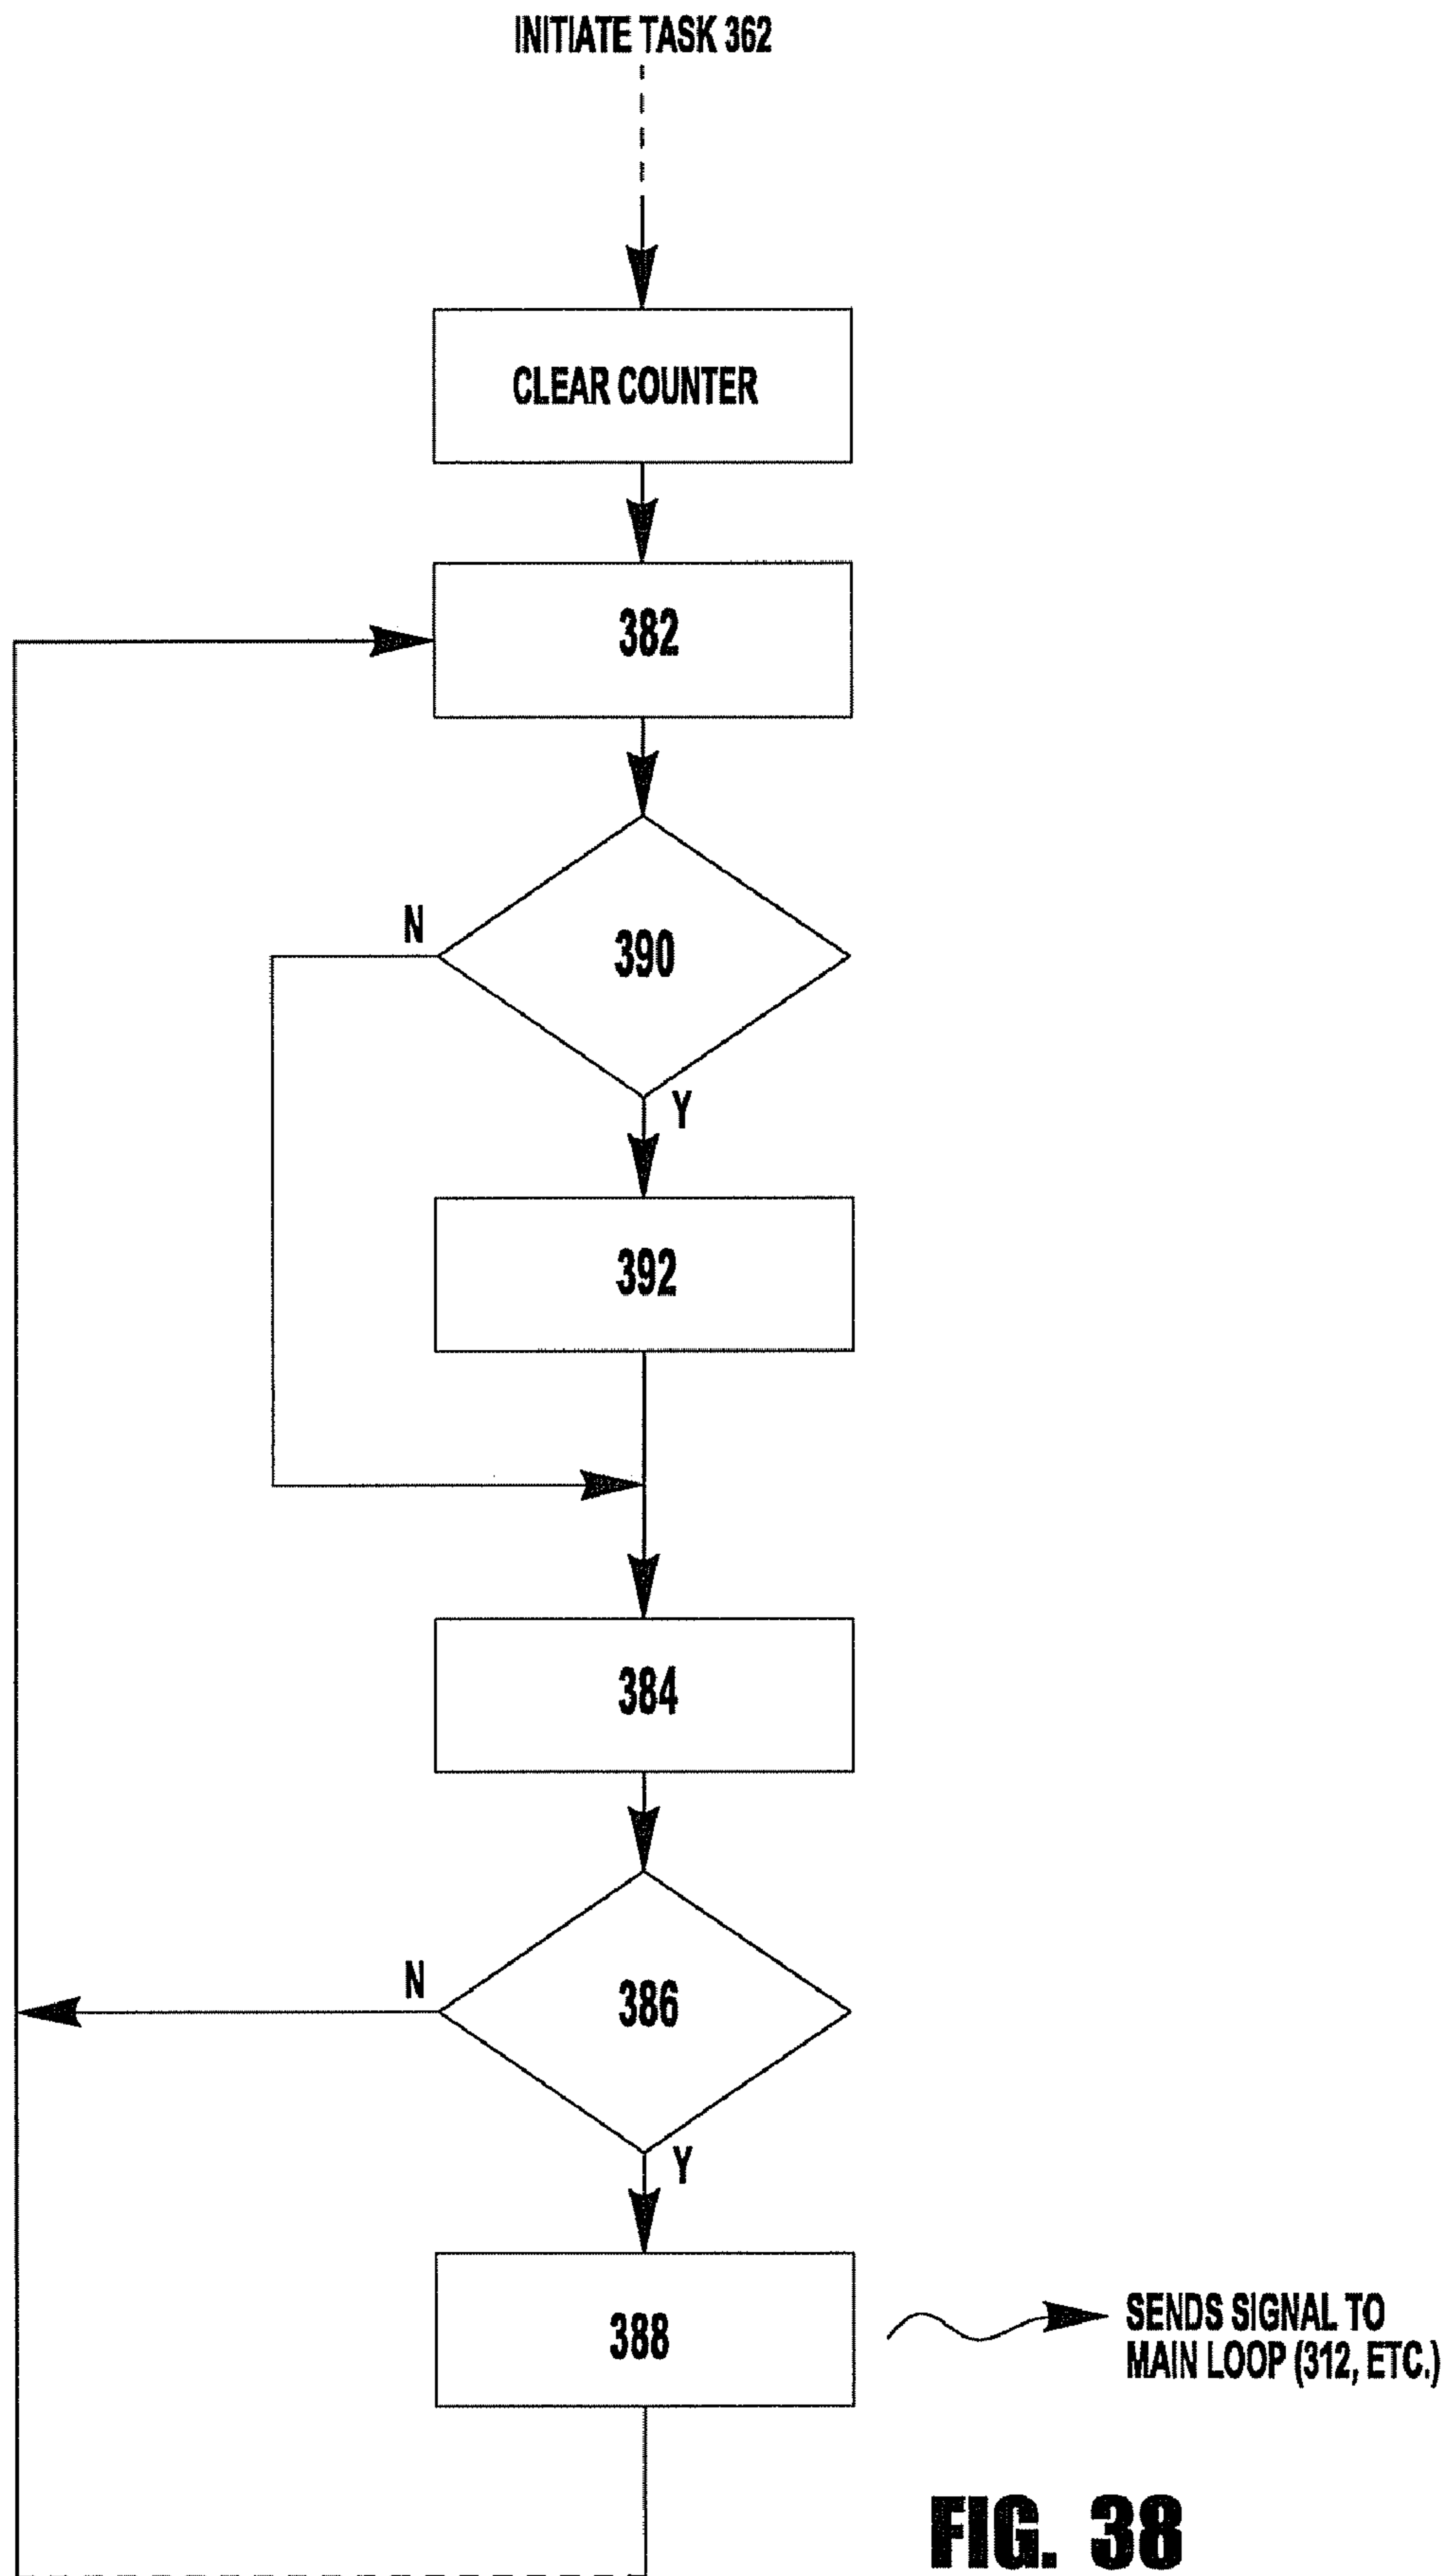 INITIATE TASK 362
CLEAR COUNTER
382
N
390
Y
392
384
N
386
Y
388
SENDS SIGNAL TO
MAIN LOOP (312, ETC.)
FIG. 38